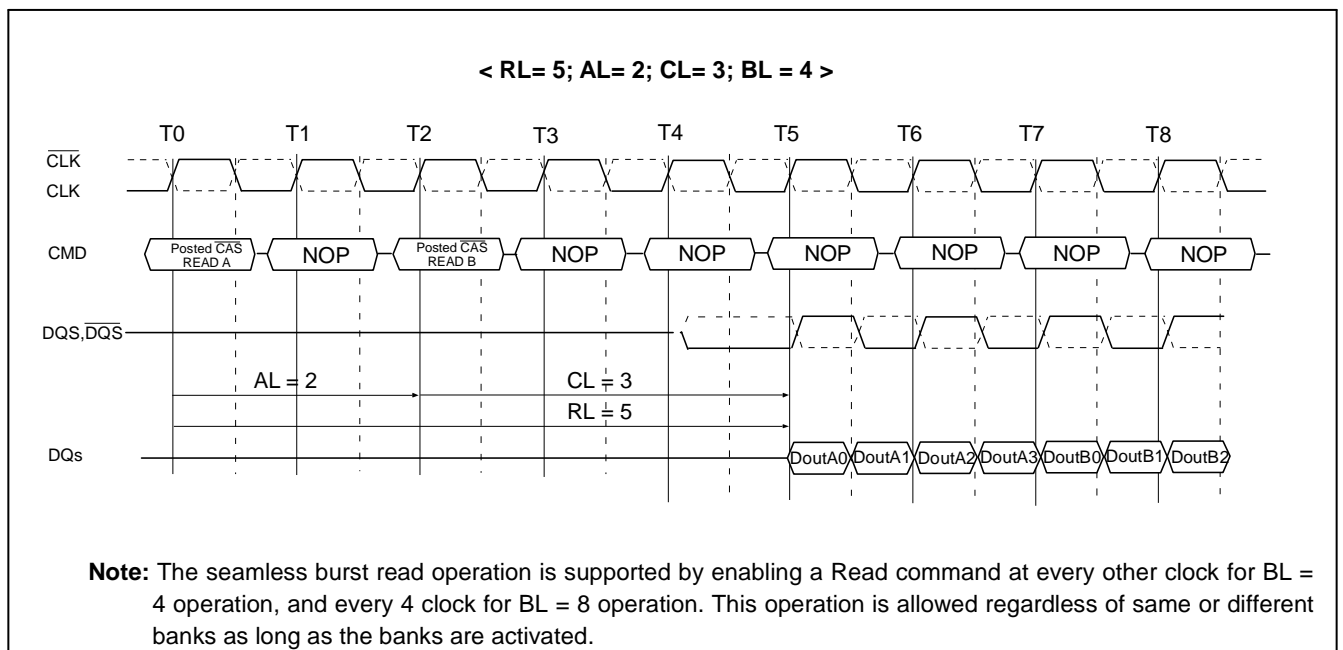 < RL= 5; AL= 2; CL= 3; BL = 4 >
T0 T1 T2 T3 T4 T5 T6 T7 T8
CLK
CLK
CMD
Posted CAS
READ A
NOP
Posted CAS
READ B
NOP
NOP
NOP
NOP
NOP
NOP
DQS,DQS
AL = 2
CL = 3
RL = 5
DQs
DoutA0 DoutA1 DoutA2 DoutA3 DoutB0 DoutB1 DoutB2
Note: The seamless burst read operation is supported by enabling a Read command at every other clock for BL =
4 operation, and every 4 clock for BL = 8 operation. This operation is allowed regardless of same or different
banks as long as the banks are activated.